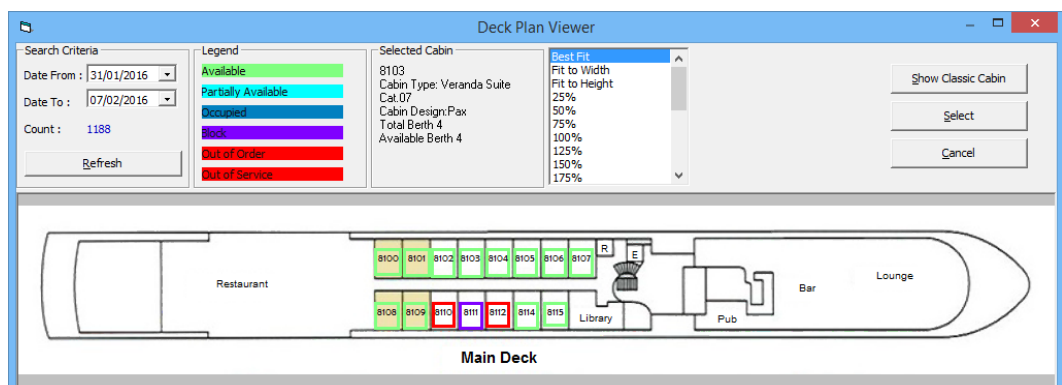 Deck Plan Viewer
Search Criteria
Date From : 31/01/2016
Date To : 07/02/2016
Count : 1188
Refresh
Legend
Available
Partially Available
Occupied
Block
Out of Order
Out of Service
Selected Cabin
8103
Cabin Type: Veranda Suite
Cat.07
Cabin Design:Pax
Total Berth 4
Available Berth 4
Best Fit
Fit to Width
Fit to Height
25%
50%
75%
100%
125%
150%
175%
Show Classic Cabin
Select
Cancel
8100 8101 8102 8103 8104 8105 8106 8107 R E
Restaurant
Lounge
Bar
8108 8109 8110 8111 8112 8114 8115 Library Pub
Main Deck